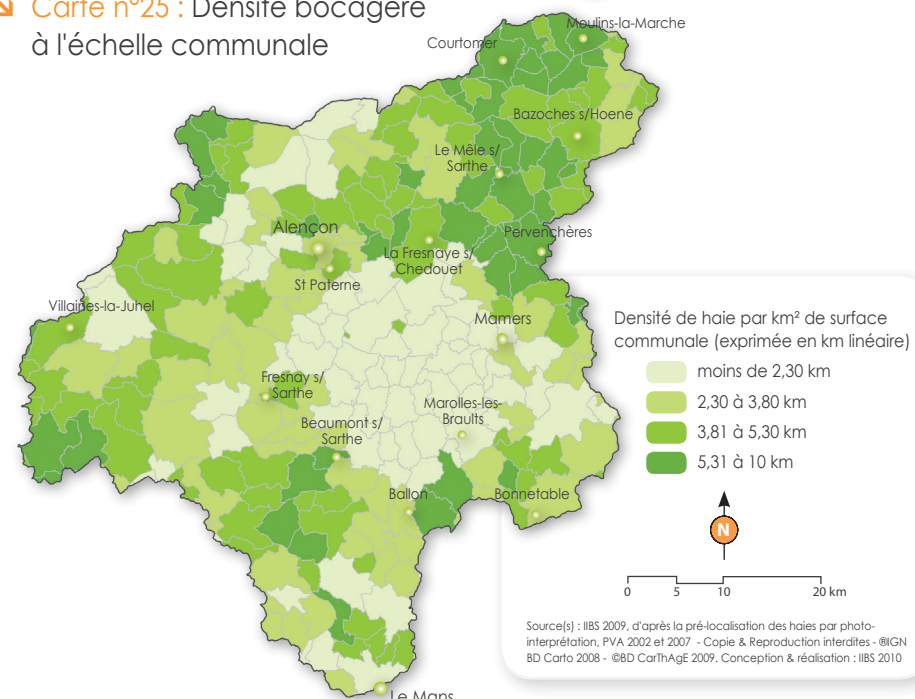 Carte n°25 : Densité bocagère
à l'échelle communale
Moulins-la-Marche
Courtomer
Bazoches s/Hoene
Le Mêle s/
Sarthe
Alençon
Pervenchères
La Fresnaye s/
Chedouet
St Paterne
Villaines-la-Juhel
Mamers
Fresnay s/
Sarthe
Marolles-les-
Braults
Beaumont s/
Sarthe
Ballon
Bonnetable
Le Mans
Densité de haie par km² de surface
communale (exprimée en km linéaire)
moins de 2,30 km
2,30 à 3,80 km
3,81 à 5,30 km
5,31 à 10 km
N
0 5 10 20 km
Source(s) : IIBS 2009, d'après la pré-localisation des haies par photo-
interprétation, PVA 2002 et 2007 - Copie & Reproduction interdites - ®IGN
BD Carto 2008 - ©BD CarThAgE 2009. Conception & réalisation : IIBS 2010